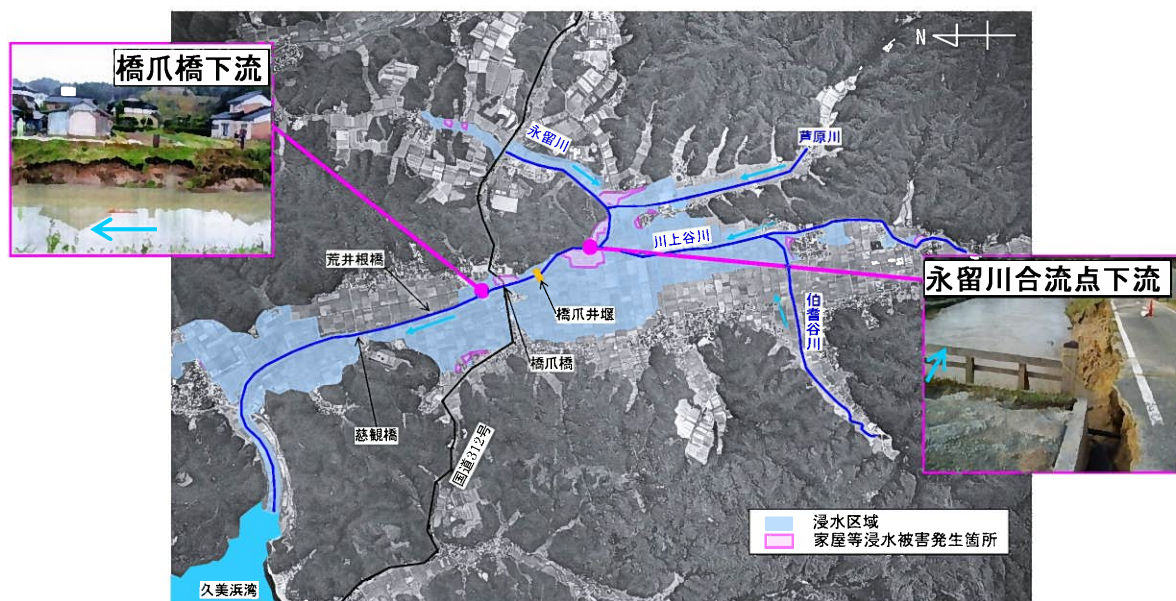 橋爪橋下流
N
永留川
芦原川
川上谷川
荒井根橋
永留川合流点下流
橋爪井堰
伯耆谷川
橋爪橋
慈観橋
国道312号
浸水区域
家屋等浸水被害発生箇所
久美浜湾